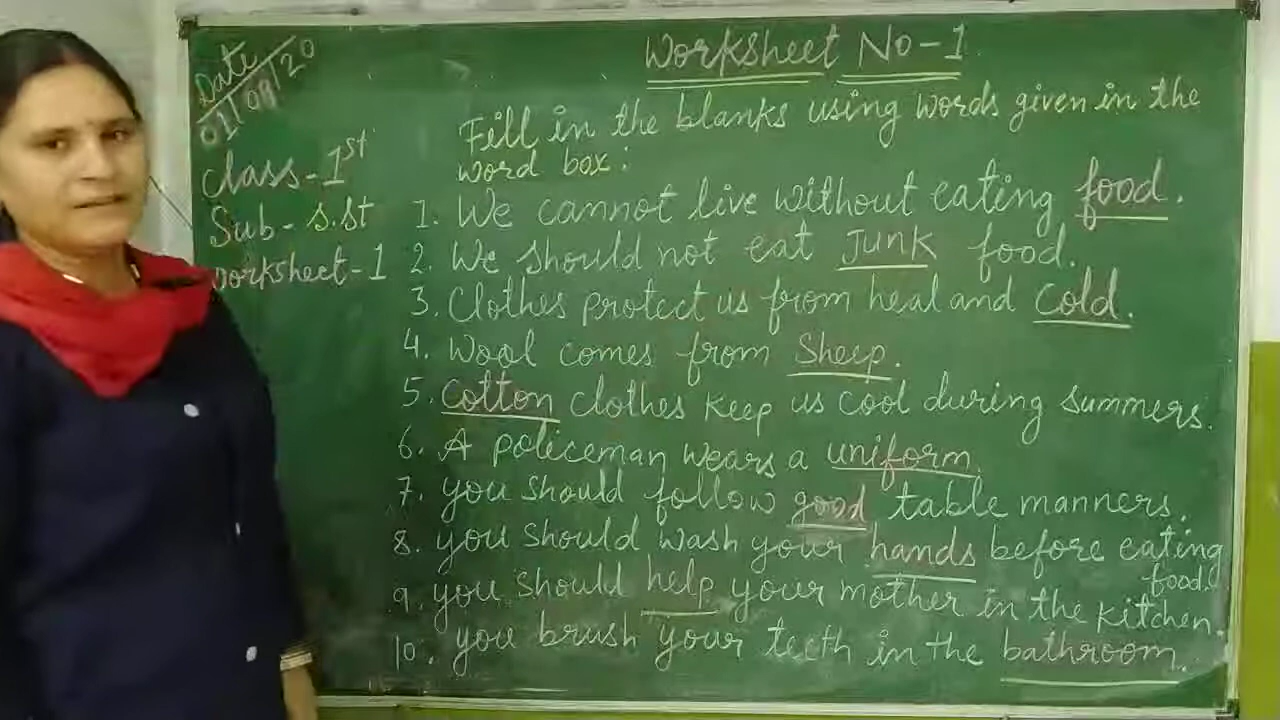 Date
01/09/20
Class-1st
Sub-S.St
worksheet-1
Worksheet No-1
Fill in the blanks using words given in the
word box:
1. We cannot live without eating food.
2. We should not eat JUNK food.
3. Clothes protect us from heat and cold.
4. Wool comes from Sheep.
5. Cotton clothes keep us cool during summers.
6. A policeman wears a uniform.
7. you should follow good table manners.
8. you should wash your hands before eating
food.
9. you should help your mother in the kitchen.
10. you brush your teeth in the bathroom.